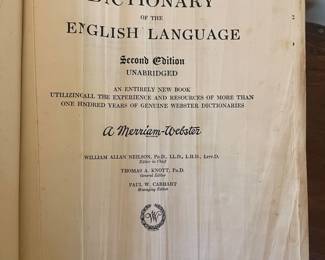 DICTIONARY
OF THE
ENGLISH LANGUAGE
Second Edition
UNABRIDGED
AN ENTIRELY NEW BOOK
UTILIZING ALL THE EXPERIENCE AND RESOURCES OF MORE THAN
ONE HUNDRED YEARS OF GENUINE WEBSTER DICTIONARIES
A Merriam-Webster
WILLIAM ALLAN NEILSON, PH.D., LL.D., L.H.D., LITT.D.
Editor in Chief
THOMAS A. KNOTT, PH.D.
General Editor
PAUL W. CARHART
Managing Editor
W